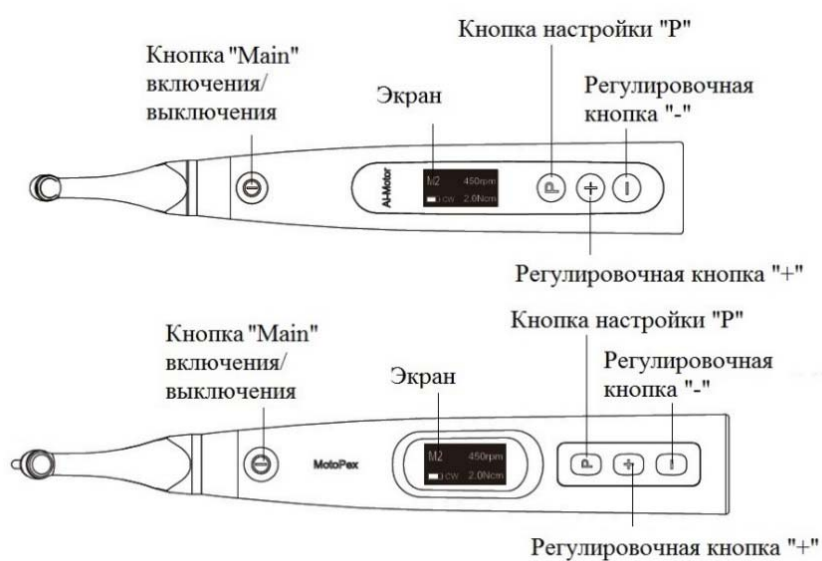 Кнопка настройки "P"
Кнопка "Main"
включения/
выключения
Экран
Регулировочная
кнопка "-"
AI-Motor
M2 450rpm
CW 2.0Ncm
P
+
-
Регулировочная кнопка "+"
Кнопка настройки "P"
Кнопка "Main"
включения/
выключения
Экран
Регулировочная
кнопка "-"
MotoPex
M2 450rpm
CW 2.0Ncm
P
+
-
Регулировочная кнопка "+"